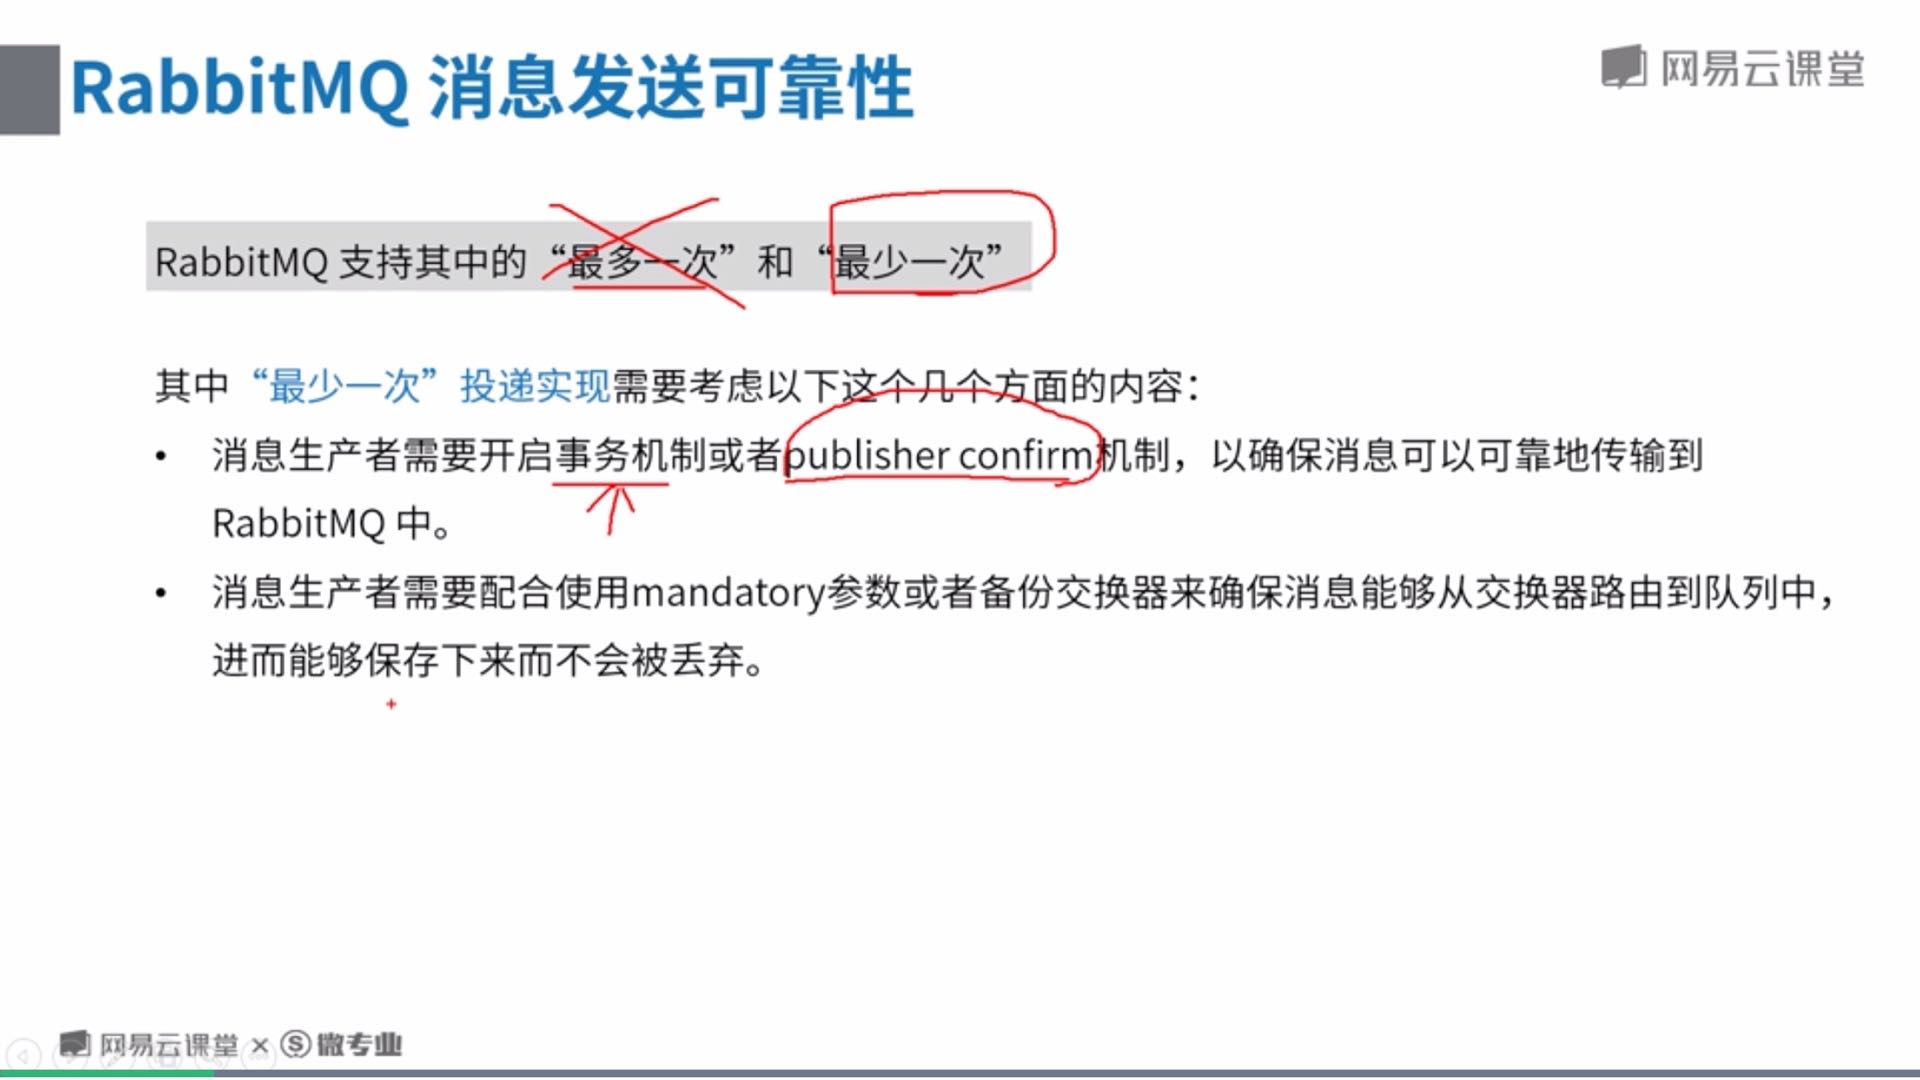 RabbitMQ 消息发送可靠性
网易云课堂
RabbitMQ 支持其中的“最多一次”和“最少一次”
其中“最少一次”投递实现需要考虑以下这个几个方面的内容：
• 消息生产者需要开启事务机制或者publisher confirm机制，以确保消息可以可靠地传输到
RabbitMQ 中。
• 消息生产者需要配合使用mandatory参数或者备份交换器来确保消息能够从交换器路由到队列中，
进而能够保存下来而不会被丢弃。
网易云课堂 × 微专业